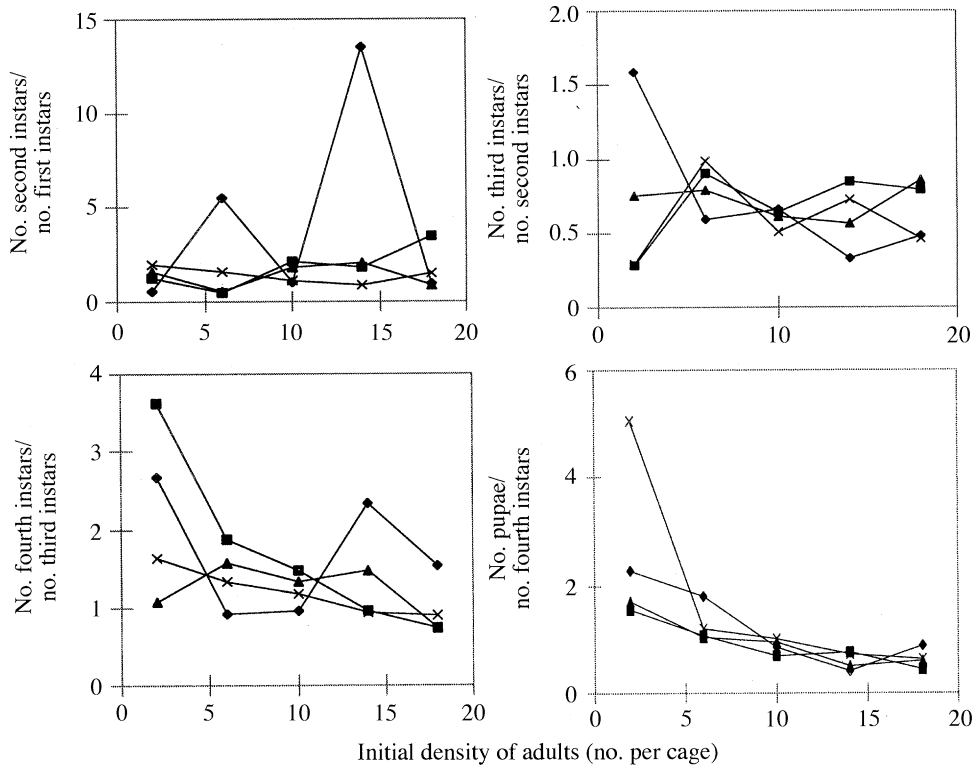 No. second instars/
no. first instars
15
10
5
0
0 5 10 15 20
No. third instars/
no. second instars
2.0
1.5
1.0
0.5
0
0 10 20
No. fourth instars/
no. third instars
4
3
2
1
0
0 5 10 15 20
No. pupae/
no. fourth instars
6
4
2
0
0 5 10 15 20
Initial density of adults (no. per cage)